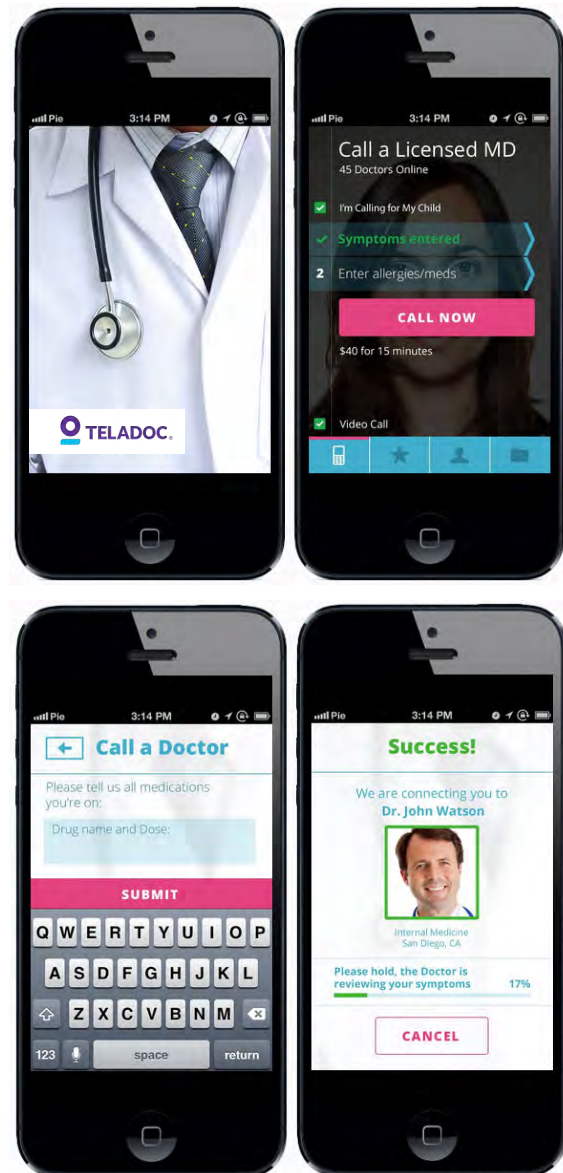 Pie 3:14 PM
TELADOC®
Pie 3:14 PM
Call a Licensed MD
45 Doctors Online
I'm Calling for My Child
Symptoms entered
2 Enter allergies/meds
CALL NOW
$40 for 15 minutes
Video Call
Pie 3:14 PM
Call a Doctor
Please tell us all medications
you're on:
Drug name and Dose:
SUBMIT
Q W E R T Y U I O P
A S D F G H J K L
Z X C V B N M
123 space return
Pie 3:14 PM
Success!
We are connecting you to
Dr. John Watson
Internal Medicine
San Diego, CA
Please hold, the Doctor is
reviewing your symptoms 17%
CANCEL